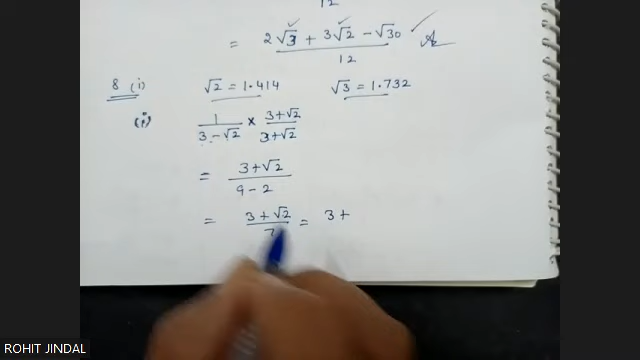 12
= 2√3 + 3√2 - √30 / 12
8 (i) √2 = 1.414 √3 = 1.732
(i) 1 / 3 - √2 × 3 + √2 / 3 + √2
= 3 + √2 / 9 - 2
= 3 + √2 / 7 = 3 +
ROHIT JINDAL